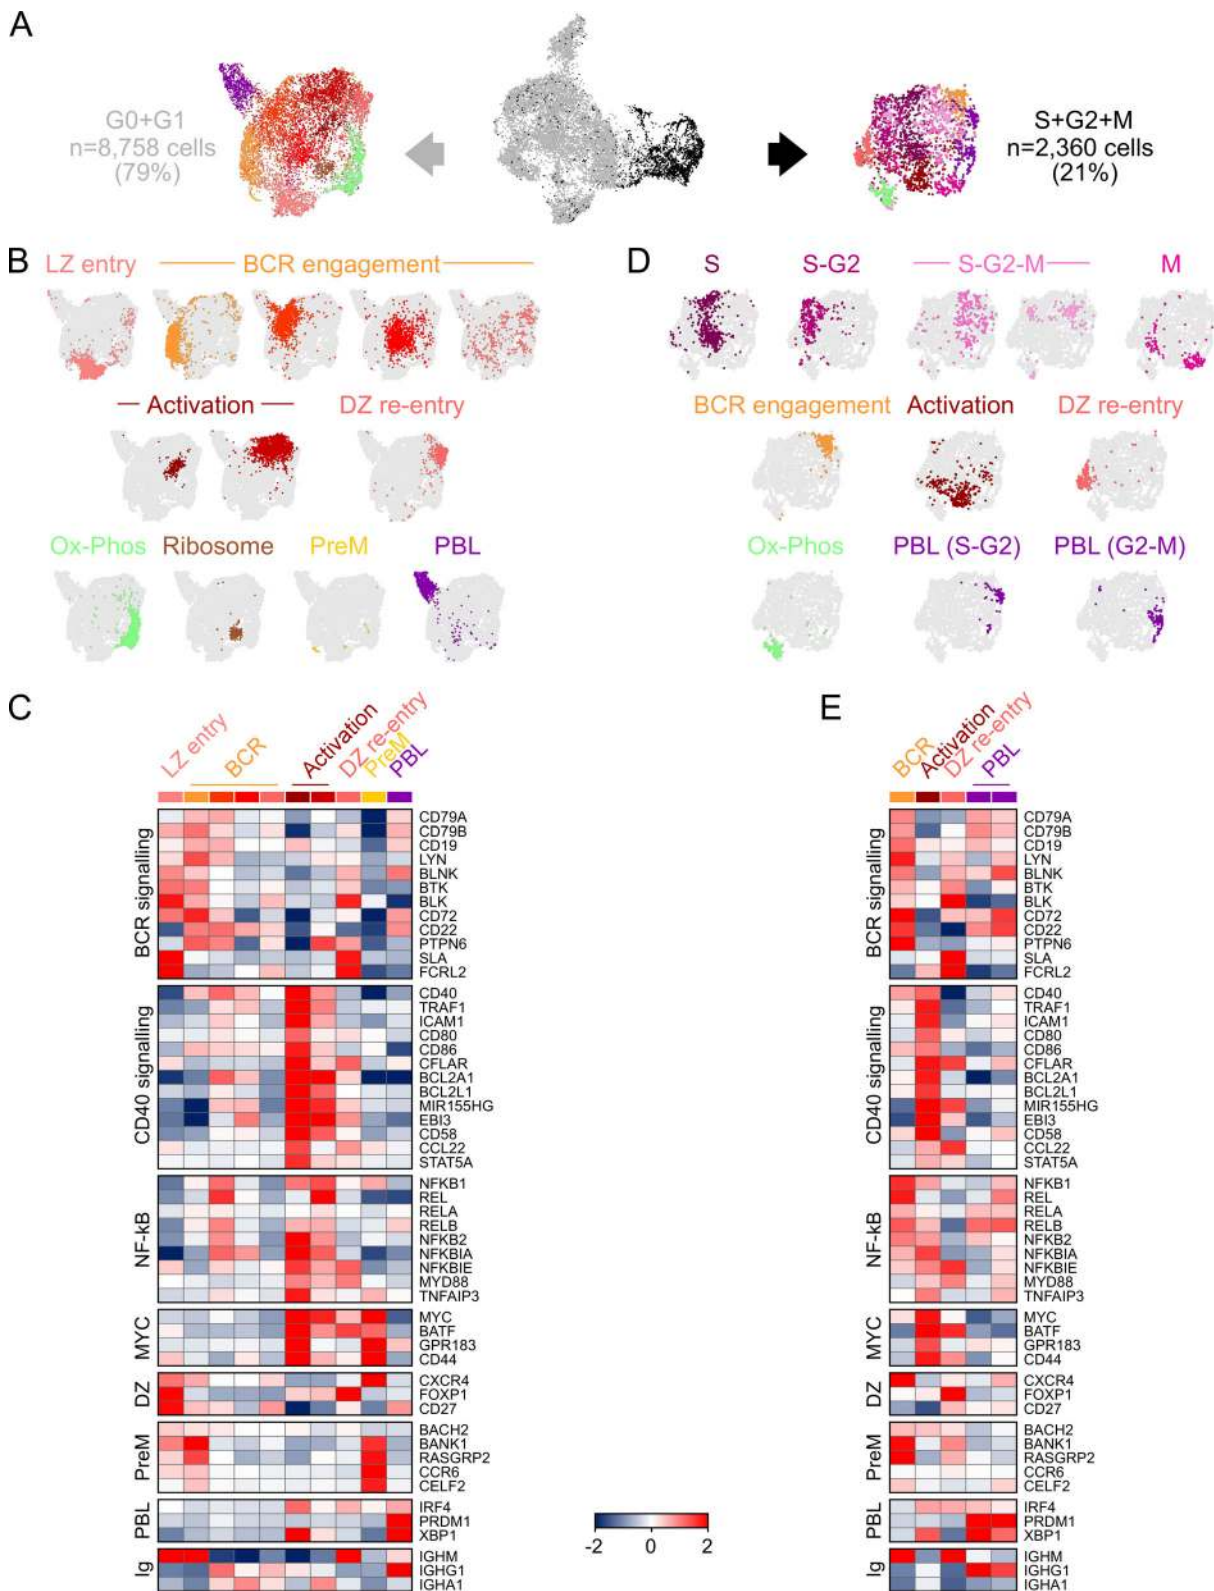 A
G0+G1
n=8,758 cells
(79%)
S+G2+M
n=2,360 cells
(21%)
B
LZ entry
BCR engagement
Activation
DZ re-entry
Ox-Phos
Ribosome
PreM
PBL
D
S
S-G2
S-G2-M
M
BCR engagement
Activation
DZ re-entry
Ox-Phos
PBL (S-G2)
PBL (G2-M)
C
LZ entry
BCR
Activation
DZ re-entry
PreM
PBL
BCR signalling
CD79A
CD79B
CD19
LYN
BLNK
BTK
BLK
CD72
CD22
PTPN6
SLA
FCRL2
CD40 signalling
CD40
TRAF1
ICAM1
CD80
CD86
CFLAR
BCL2A1
BCL2L1
MIR155HG
EBI3
CD58
CCL22
STAT5A
NF-kB
NFKB1
REL
RELA
RELB
NFKB2
NFKBIA
NFKBIE
MYD88
TNFAIP3
MYC
MYC
BATF
GPR183
CD44
DZ
CXCR4
FOXP1
CD27
PreM
BACH2
BANK1
RASGRP2
CCR6
CELF2
PBL
IRF4
PRDM1
XBP1
Ig
IGHM
IGHG1
IGHA1
-2
0
2
E
BCR
Activation
DZ re-entry
PBL
BCR signalling
CD79A
CD79B
CD19
LYN
BLNK
BTK
BLK
CD72
CD22
PTPN6
SLA
FCRL2
CD40 signalling
CD40
TRAF1
ICAM1
CD80
CD86
CFLAR
BCL2A1
BCL2L1
MIR155HG
EBI3
CD58
CCL22
STAT5A
NF-kB
NFKB1
REL
RELA
RELB
NFKB2
NFKBIA
NFKBIE
MYD88
TNFAIP3
MYC
MYC
BATF
GPR183
CD44
DZ
CXCR4
FOXP1
CD27
PreM
BACH2
BANK1
RASGRP2
CCR6
CELF2
PBL
IRF4
PRDM1
XBP1
Ig
IGHM
IGHG1
IGHA1